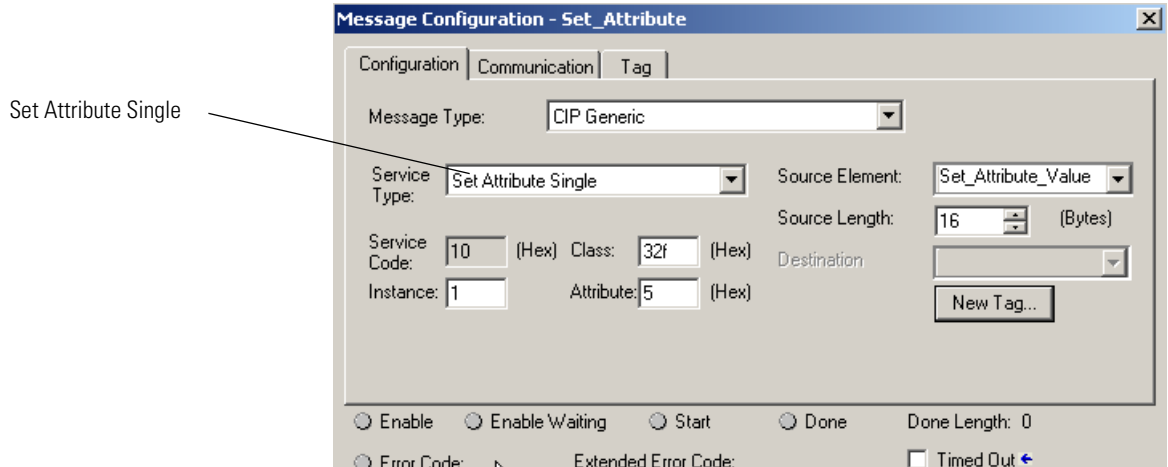 Message Configuration - Set_Attribute
Configuration Communication Tag
Set Attribute Single
Message Type: CIP Generic
Service Type: Set Attribute Single
Source Element: Set_Attribute_Value
Source Length: 16 (Bytes)
Service Code: 10 (Hex) Class: 32f (Hex)
Destination
Instance: 1 Attribute: 5 (Hex)
New Tag...
Enable Enable Waiting Start Done Done Length: 0
Error Code: Extended Error Code: Timed Out